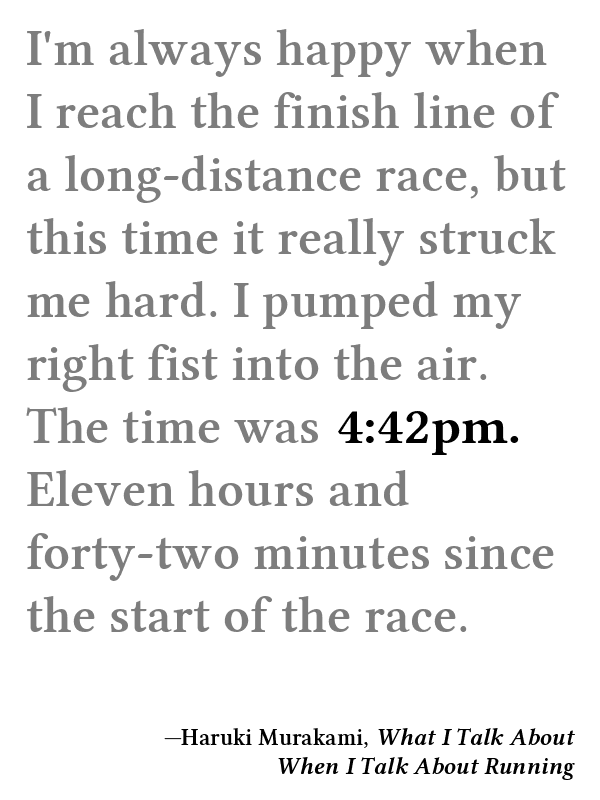 I'm always happy when
I reach the finish line of
a long-distance race, but
this time it really struck
me hard. I pumped my
right fist into the air.
The time was 4:42pm.
Eleven hours and
forty-two minutes since
the start of the race.
—Haruki Murakami, What I Talk About
When I Talk About Running